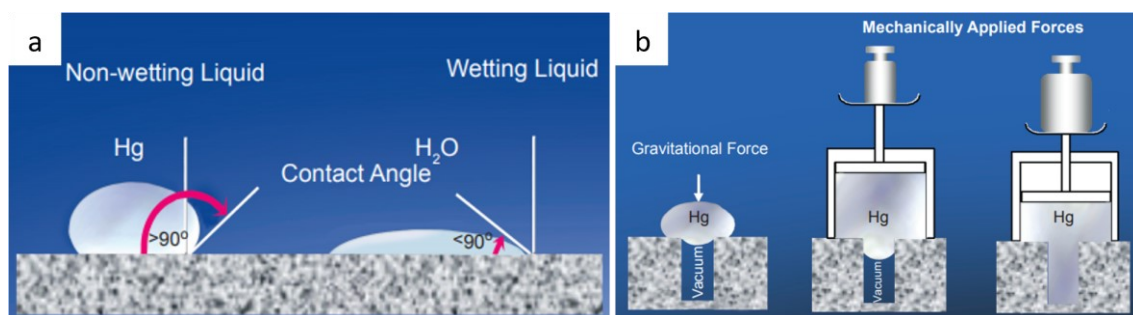 a
Non-wetting Liquid
Wetting Liquid
Hg
H₂O
Contact Angle
>90°
<90°
b
Mechanically Applied Forces
Gravitational Force
Hg
Hg
Hg
Vacuum
Vacuum